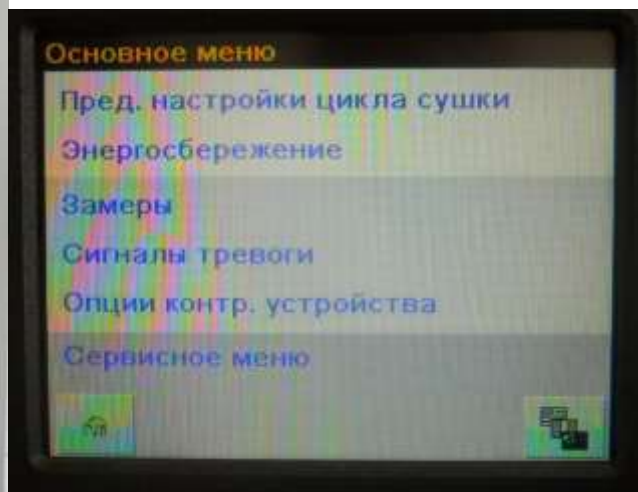 Основное меню
Пред. настройки цикла сушки
Энергосбережение
Замеры
Сигналы тревоги
Опции контр. устройства
Сервисное меню